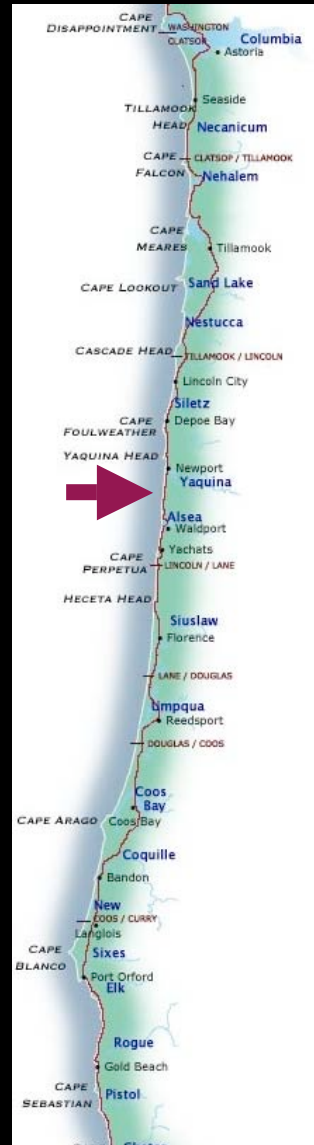 CAPE
DISAPPOINTMENT
WASHINGTON
CLATSOP
Columbia
Astoria
Seaside
TILLAMOOK
HEAD
Necanicum
CAPE
FALCON
CLATSOP / TILLAMOOK
Nehalem
CAPE
MEARES
Tillamook
CAPE LOOKOUT
Sand Lake
Nestucca
CASCADE HEAD
TILLAMOOK / LINCOLN
Lincoln City
Siletz
CAPE
FOULWEATHER
Depoe Bay
YAQUINA HEAD
Newport
Yaquina
Alsea
Waldport
Yachats
CAPE
PERPETUA
LINCOLN / LANE
HECETA HEAD
Siuslaw
Florence
LANE / DOUGLAS
Umpqua
Reedsport
DOUGLAS / COOS
Coos
Bay
CAPE ARAGO
Coos Bay
Coquille
Bandon
New
COOS / CURRY
Langlois
CAPE
BLANCO
Sixes
Port Orford
Elk
Rogue
Gold Beach
CAPE
SEBASTIAN
Pistol